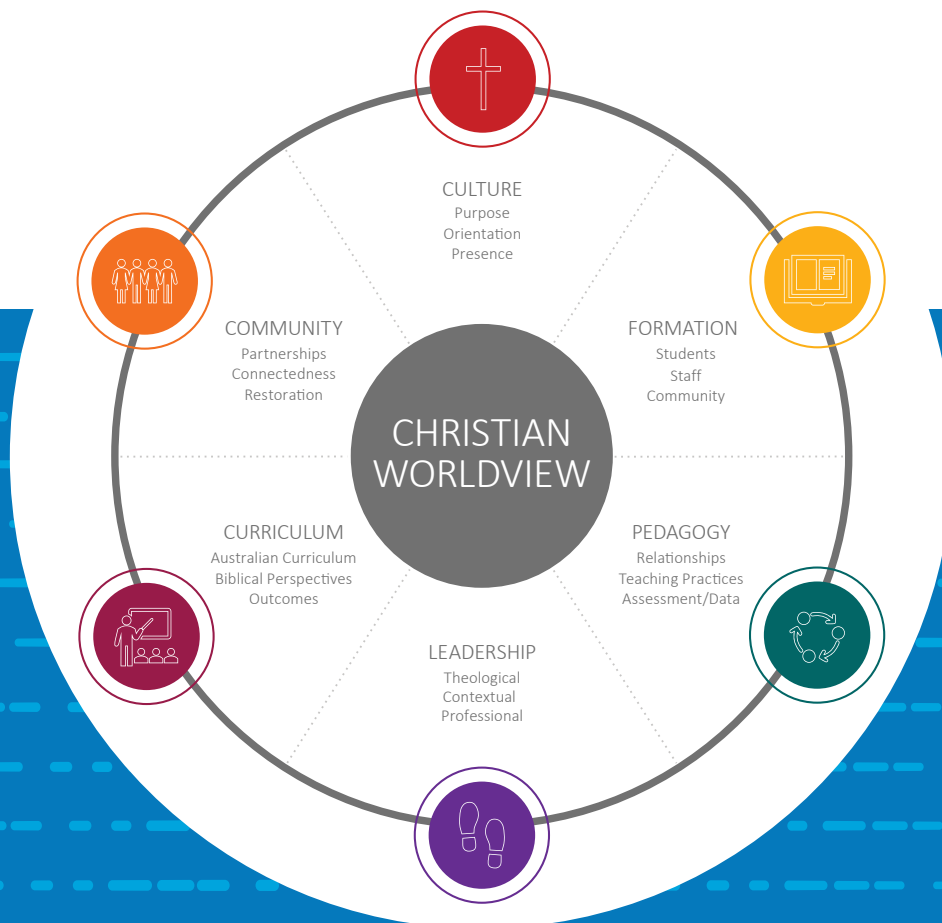 CULTURE
Purpose
Orientation
Presence
COMMUNITY
Partnerships
Connectedness
Restoration
FORMATION
Students
Staff
Community
CHRISTIAN
WORLDVIEW
CURRICULUM
Australian Curriculum
Biblical Perspectives
Outcomes
PEDAGOGY
Relationships
Teaching Practices
Assessment/Data
LEADERSHIP
Theological
Contextual
Professional